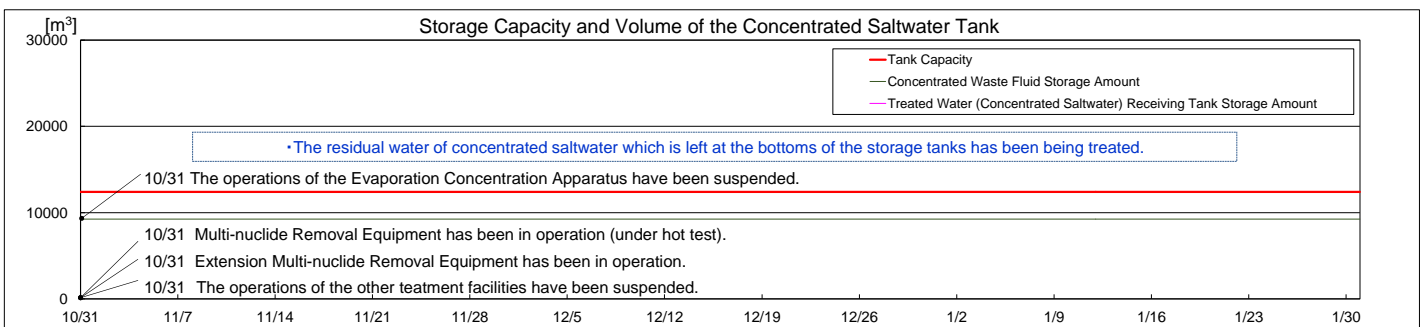 Storage Capacity and Volume of the Concentrated Saltwater Tank
[m³]
30000
Tank Capacity
Concentrated Waste Fluid Storage Amount
Treated Water (Concentrated Saltwater) Receiving Tank Storage Amount
20000
・The residual water of concentrated saltwater which is left at the bottoms of the storage tanks has been being treated.
10/31 The operations of the Evaporation Concentration Apparatus have been suspended.
10000
10/31 Multi-nuclide Removal Equipment has been in operation (under hot test).
10/31 Extension Multi-nuclide Removal Equipment has been in operation.
10/31 The operations of the other teatment facilities have been suspended.
0
10/31 11/7 11/14 11/21 11/28 12/5 12/12 12/19 12/26 1/2 1/9 1/16 1/23 1/30